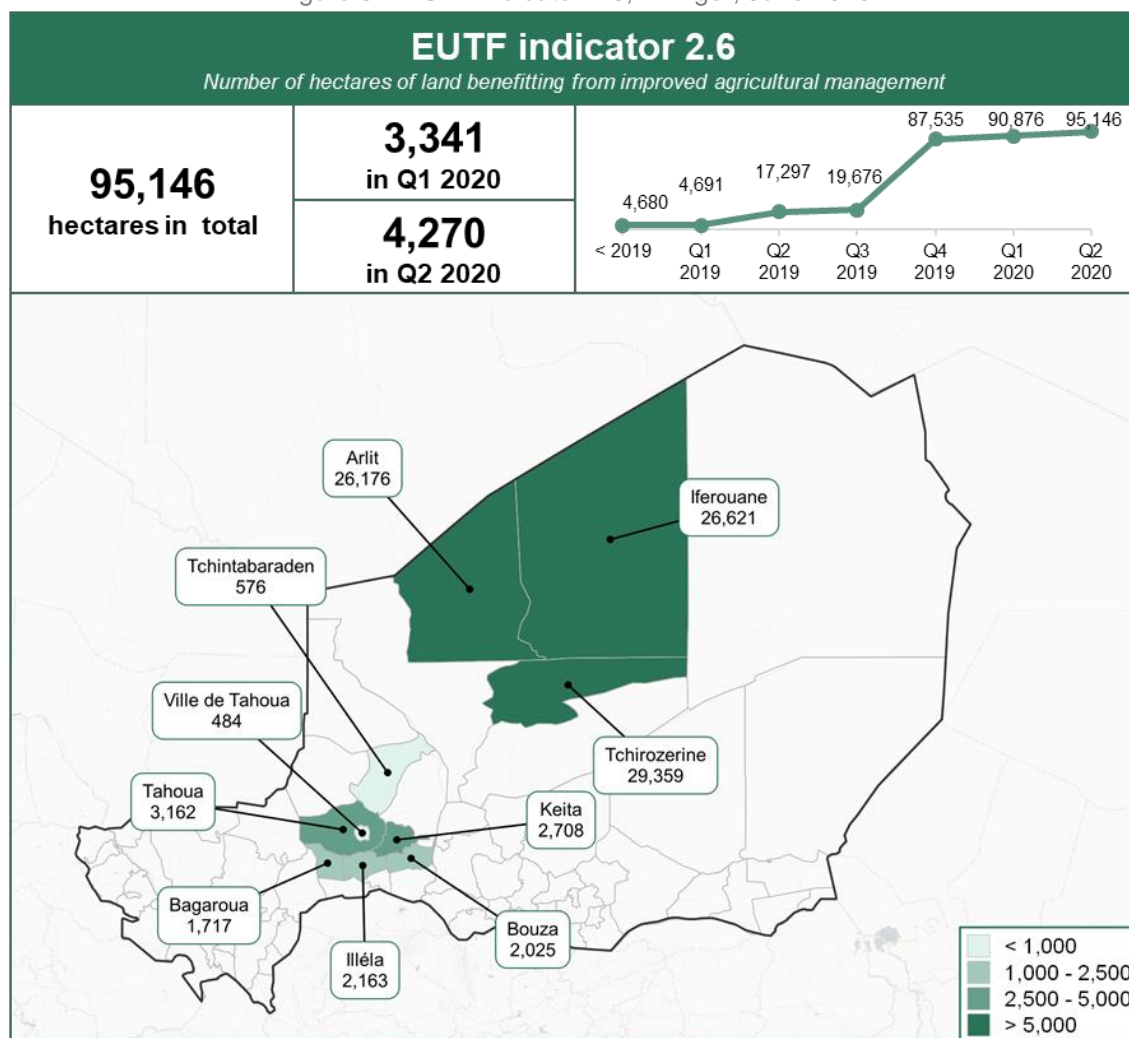 EUTF indicator 2.6
Number of hectares of land benefitting from improved agricultural management
95,146
hectares in total
3,341
in Q1 2020
4,270
in Q2 2020
4,680
4,691
17,297
19,676
87,535
90,876
95,146
< 2019
Q1
2019
Q2
2019
Q3
2019
Q4
2019
Q1
2020
Q2
2020
Arlit
26,176
Iferouane
26,621
Tchintabaraden
576
Ville de Tahoua
484
Tchirozerine
29,359
Tahoua
3,162
Keita
2,708
Bagaroua
1,717
Bouza
2,025
Illéla
2,163
< 1,000
1,000 - 2,500
2,500 - 5,000
> 5,000